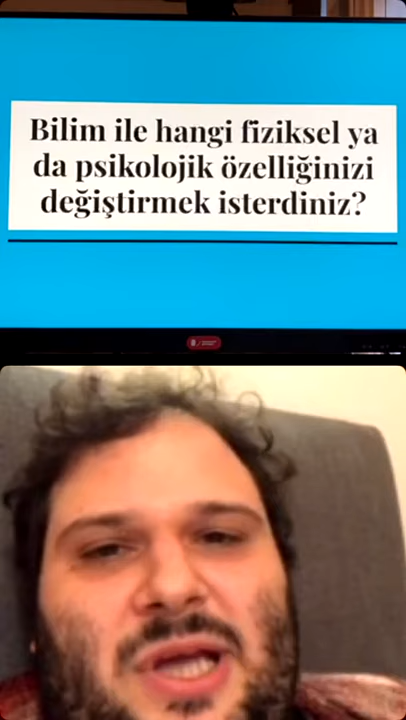 Bilim ile hangi fiziksel ya
da psikolojik özelliğinizi
değiştirmek isterdiniz?